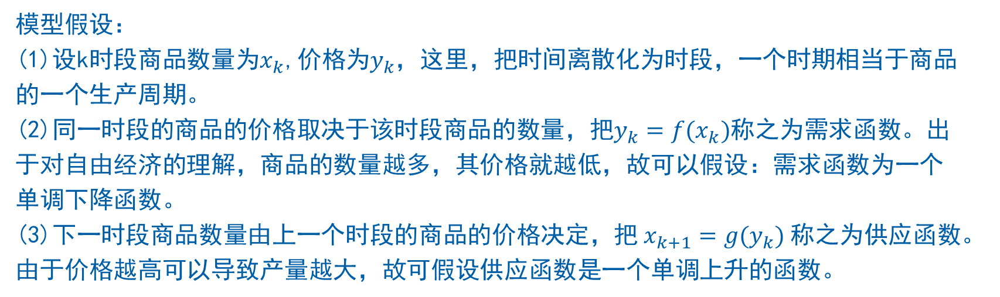 模型假设：
(1)设k时段商品数量为xₖ,价格为yₖ，这里，把时间离散化为时段，一个时期相当于商品
的一个生产周期。
(2)同一时段的商品的价格取决于该时段商品的数量，把yₖ = f(xₖ)称之为需求函数。出
于对自由经济的理解，商品的数量越多，其价格就越低，故可以假设：需求函数为一个
单调下降函数。
(3)下一时段商品数量由上一个时段的商品的价格决定，把 xₖ₊₁ = g(yₖ) 称之为供应函数。
由于价格越高可以导致产量越大，故可假设供应函数是一个单调上升的函数。